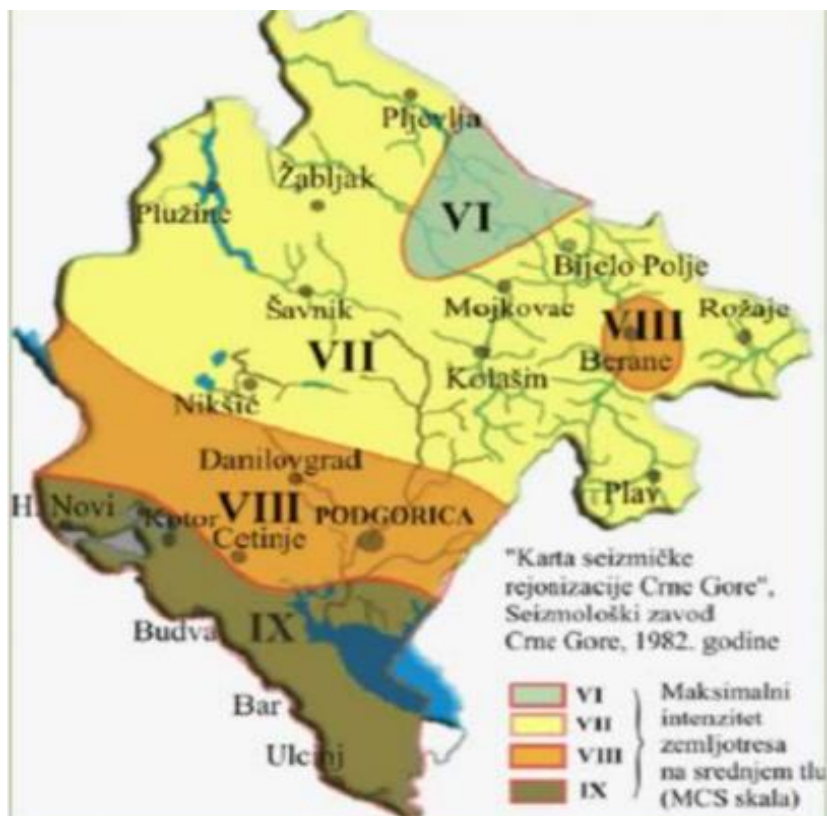 Pljevlja
Žabljak
Plužine
VI
Bijelo Polje
Šavnik
Mojkovac
VIII
Rožaje
VII
Berane
Kolašin
Nikšić
Danilovgrad
Plav
H. Novi
VIII
PODGORICA
Kotor
Cetinje
"Karta seizmičke
rejonizacije Crne Gore",
Seizmološki zavod
Crne Gore, 1982. godine
Budva
IX
Bar
Ulcinj
VI
VII
VIII
IX
Maksimalni
intenzitet
zemljotresa
na srednjem tlu
(MCS skala)